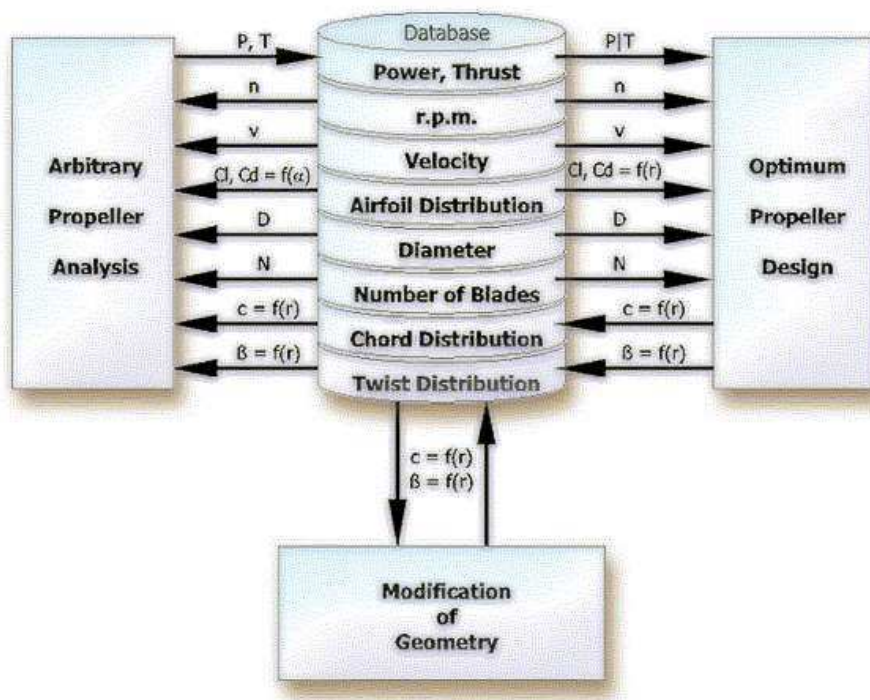 Database
P, T
Power, Thrust
P|T
n
r.p.m.
n
v
Velocity
v
Arbitrary
Propeller
Analysis
Cl, Cd = f(α)
Airfoil Distribution
Cl, Cd = f(r)
Optimum
Propeller
Design
D
Diameter
D
N
Number of Blades
N
c = f(r)
Chord Distribution
c = f(r)
ß = f(r)
Twist Distribution
ß = f(r)
c = f(r)
ß = f(r)
Modification
of
Geometry